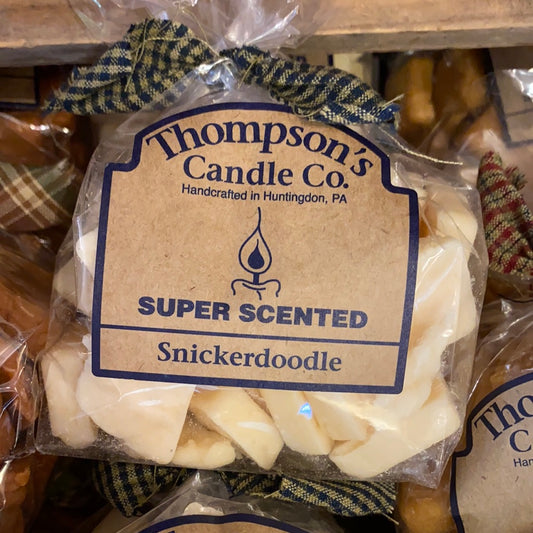 Thompson's
Candle Co.
Handcrafted in Huntingdon, PA
SUPER SCENTED
Snickerdoodle